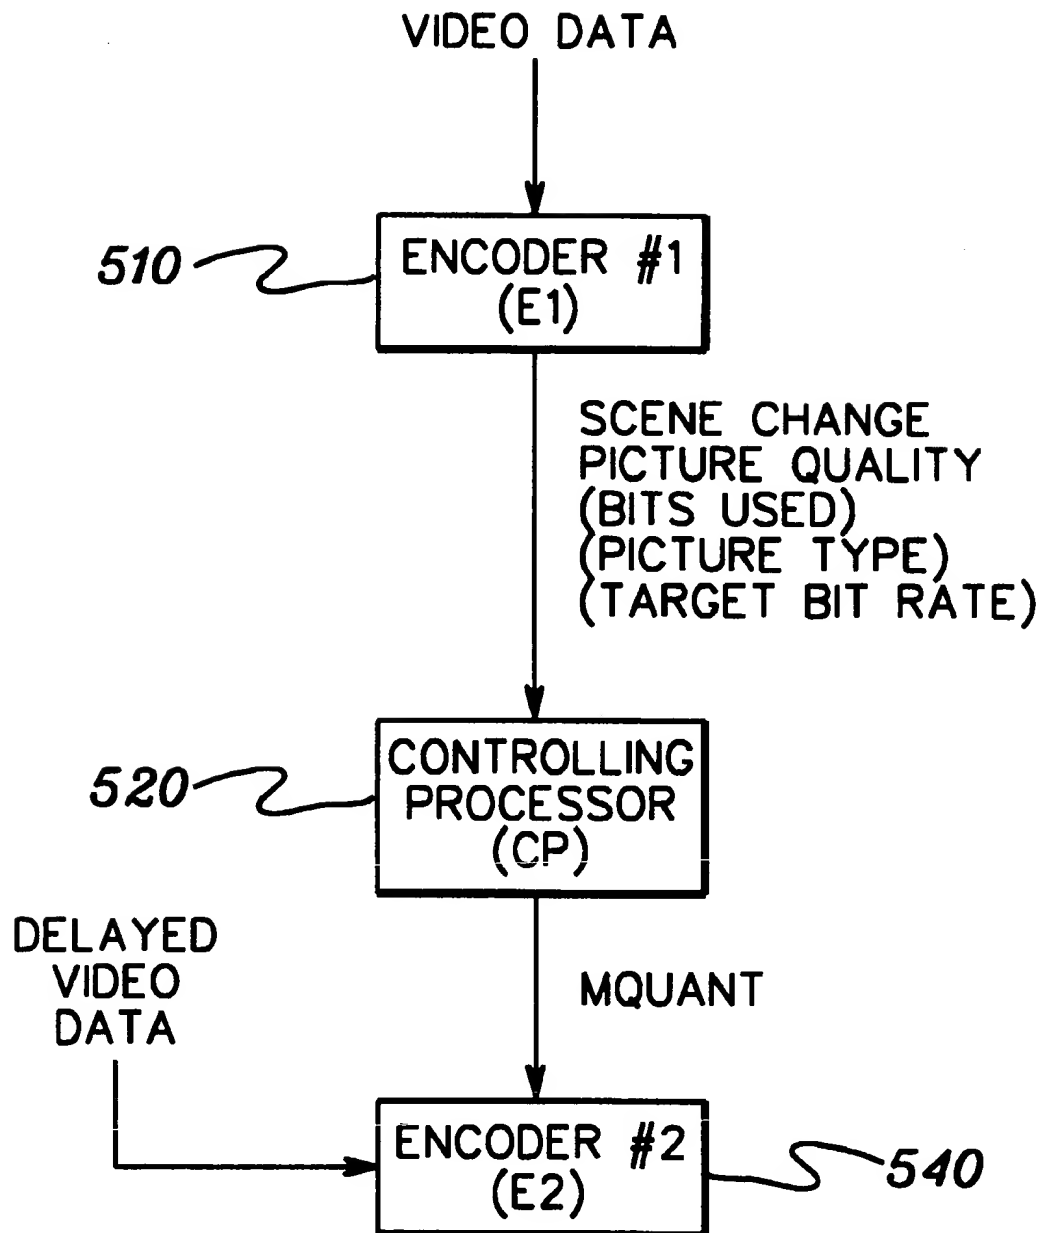 VIDEO DATA
510
ENCODER #1
(E1)
SCENE CHANGE
PICTURE QUALITY
(BITS USED)
(PICTURE TYPE)
(TARGET BIT RATE)
520
CONTROLLING
PROCESSOR
(CP)
DELAYED
VIDEO
DATA
MQUANT
ENCODER #2
(E2)
540